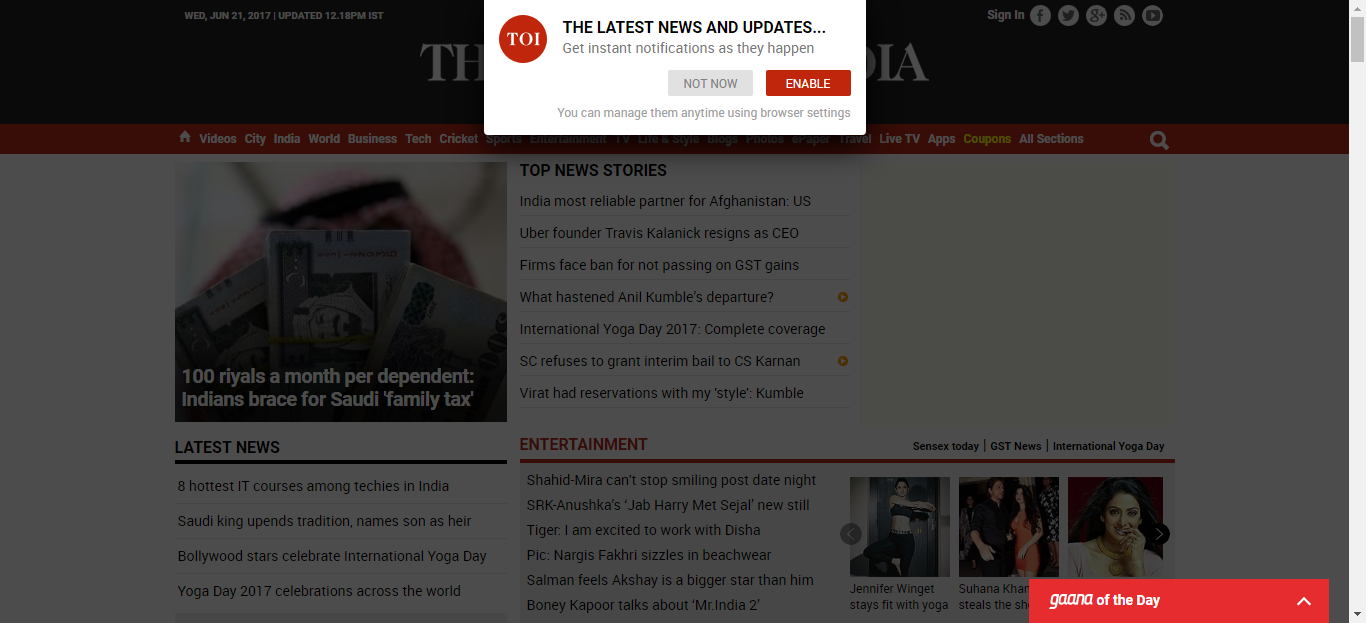 WED, JUN 21, 2017 | UPDATED 12.18PM IST
Sign In
TOI
THE LATEST NEWS AND UPDATES...
Get instant notifications as they happen
NOT NOW
ENABLE
You can manage them anytime using browser settings
Videos City India World Business Tech Cricket Sports Entertainment TV Life & Style Blogs Photos ePaper Travel Live TV Apps Coupons All Sections
100 riyals a month per dependent:
Indians brace for Saudi 'family tax'
TOP NEWS STORIES
India most reliable partner for Afghanistan: US
Uber founder Travis Kalanick resigns as CEO
Firms face ban for not passing on GST gains
What hastened Anil Kumble's departure?
International Yoga Day 2017: Complete coverage
SC refuses to grant interim bail to CS Karnan
Virat had reservations with my 'style': Kumble
LATEST NEWS
8 hottest IT courses among techies in India
Saudi king upends tradition, names son as heir
Bollywood stars celebrate International Yoga Day
Yoga Day 2017 celebrations across the world
ENTERTAINMENT
Sensex today | GST News | International Yoga Day
Shahid-Mira can't stop smiling post date night
SRK-Anushka's ‘Jab Harry Met Sejal’ new still
Tiger: I am excited to work with Disha
Pic: Nargis Fakhri sizzles in beachwear
Salman feels Akshay is a bigger star than him
Boney Kapoor talks about ‘Mr.India 2’
Jennifer Winget
stays fit with yoga
Suhana Khan
steals the
gaana of the Day